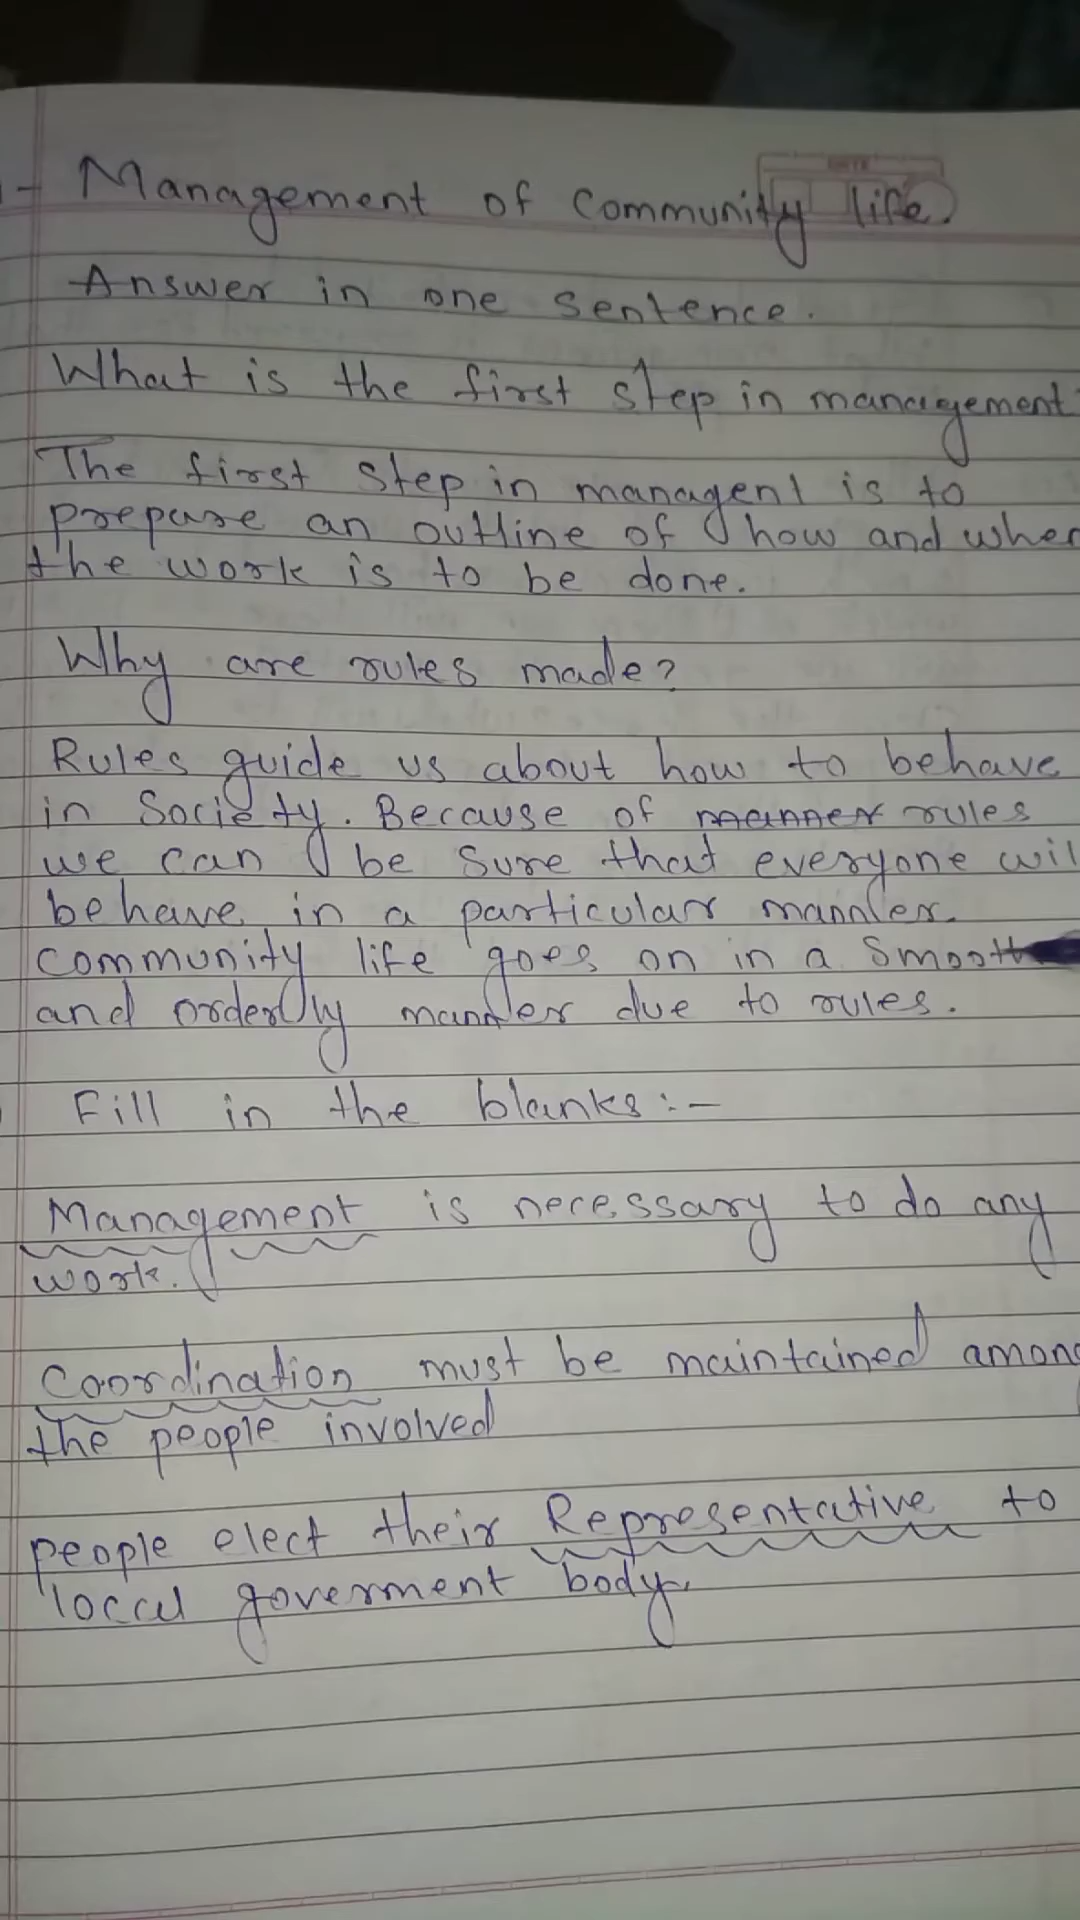 - Management of community life.
Answer in one sentence.
What is the first step in management
The first step in managent is to
prepare an outline of how and when
the work is to be done.
Why are rules made?
Rules guide us about how to behave
in Society. Because of manner rules
we can be sure that everyone wil
behave in a particular manner.
community life goes on in a smooth
and orderly manner due to rules.
Fill in the blanks:-
Management is necessary to do any
work.
Coordination must be maintained among
the people involved
people elect their Representative to
local goverment body.